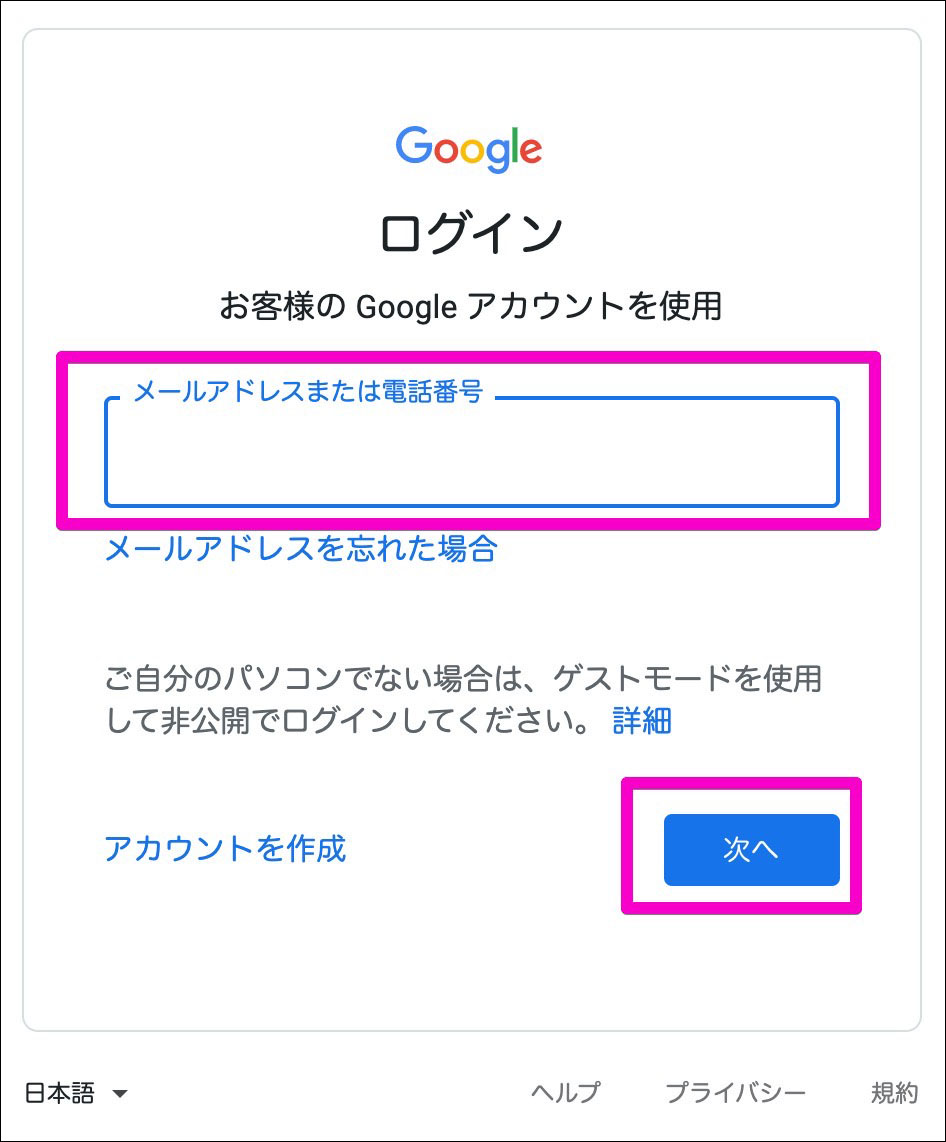 Google
ログイン
お客様の Google アカウントを使用
メールアドレスまたは電話番号
メールアドレスを忘れた場合
ご自分のパソコンでない場合は、ゲストモードを使用
して非公開でログインしてください。 詳細
アカウントを作成 次へ
日本語 ヘルプ プライバシー 規約